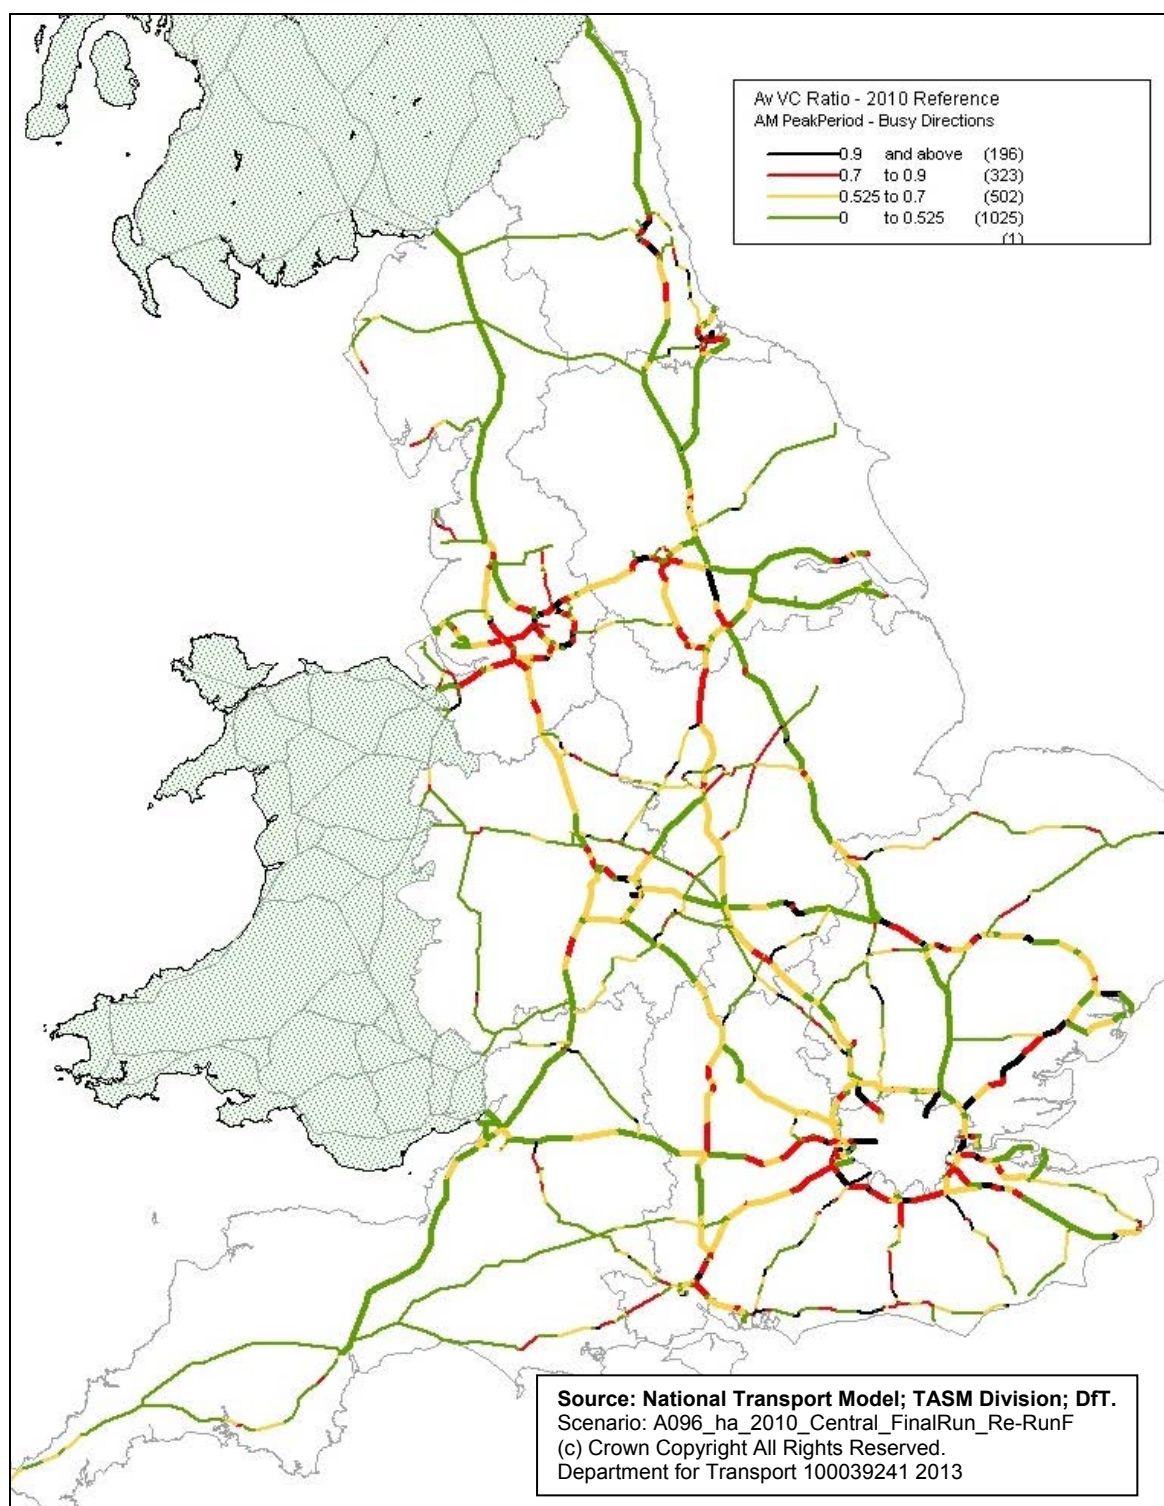 Av VC Ratio - 2010 Reference
AM PeakPeriod - Busy Directions
0.9 and above (196)
0.7 to 0.9 (323)
0.525 to 0.7 (502)
0 to 0.525 (1025)
(1)
Source: National Transport Model; TASM Division; DfT.
Scenario: A096_ha_2010_Central_FinalRun_Re-RunF
(c) Crown Copyright All Rights Reserved.
Department for Transport 100039241 2013